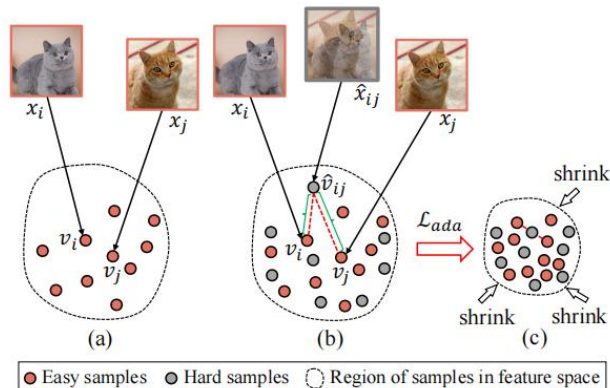 x_i
x_j
x_i
x̂_ij
x_j
v_i
v_j
v̂_ij
v_i
v_j
ℒ_ada
shrink
shrink
shrink
(a)
(b)
(c)
Easy samples
Hard samples
Region of samples in feature space